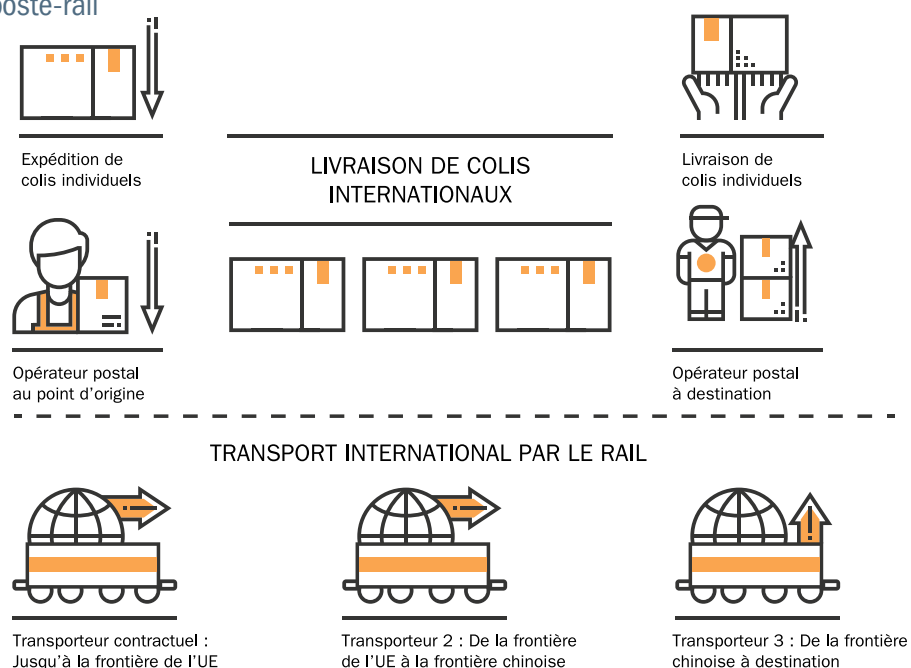 poste-rail
Expédition de
colis individuels
LIVRAISON DE COLIS
INTERNATIONAUX
Livraison de
colis individuels
Opérateur postal
au point d'origine
Opérateur postal
à destination
TRANSPORT INTERNATIONAL PAR LE RAIL
Transporteur contractuel :
Jusqu'à la frontière de l'UE
Transporteur 2 : De la frontière
de l'UE à la frontière chinoise
Transporteur 3 : De la frontière
chinoise à destination